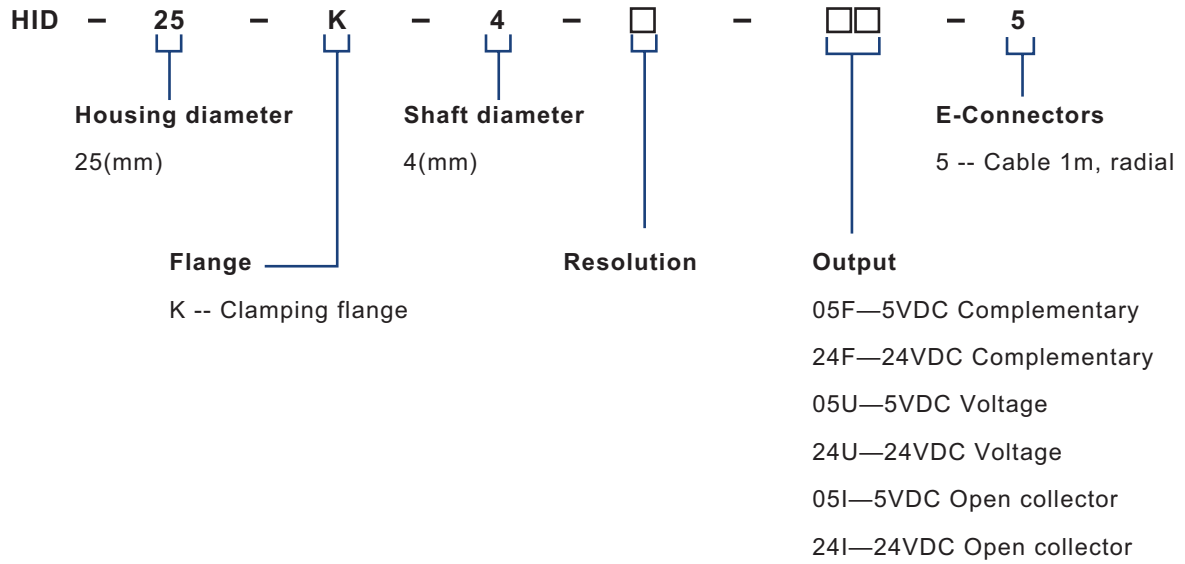 HID – 25 – K – 4 – □ – □□ – 5
Housing diameter
25(mm)
Shaft diameter
4(mm)
E-Connectors
5 -- Cable 1m, radial
Flange
K -- Clamping flange
Resolution
Output
05F—5VDC Complementary
24F—24VDC Complementary
05U—5VDC Voltage
24U—24VDC Voltage
05I—5VDC Open collector
24I—24VDC Open collector